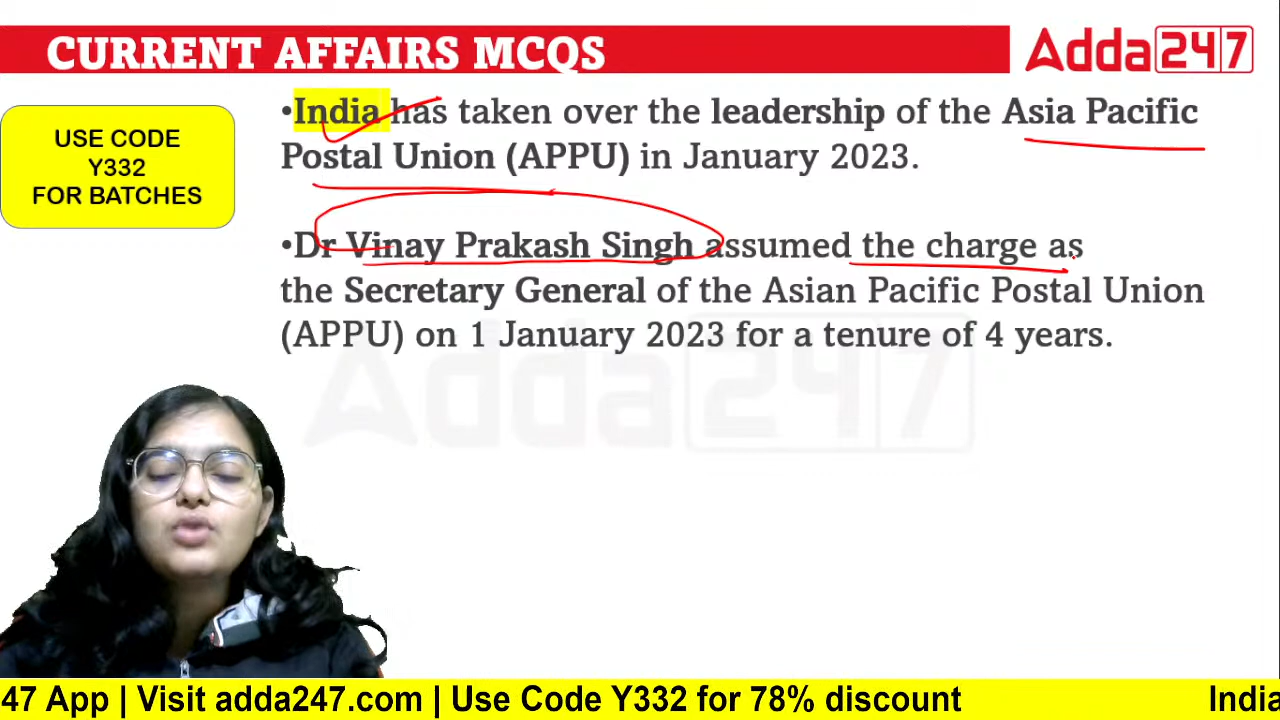 CURRENT AFFAIRS MCQS
Adda247
USE CODE
Y332
FOR BATCHES
•India has taken over the leadership of the Asia Pacific
Postal Union (APPU) in January 2023.
•Dr Vinay Prakash Singh assumed the charge as
the Secretary General of the Asian Pacific Postal Union
(APPU) on 1 January 2023 for a tenure of 4 years.
Adda247
47 App | Visit adda247.com | Use Code Y332 for 78% discount
India